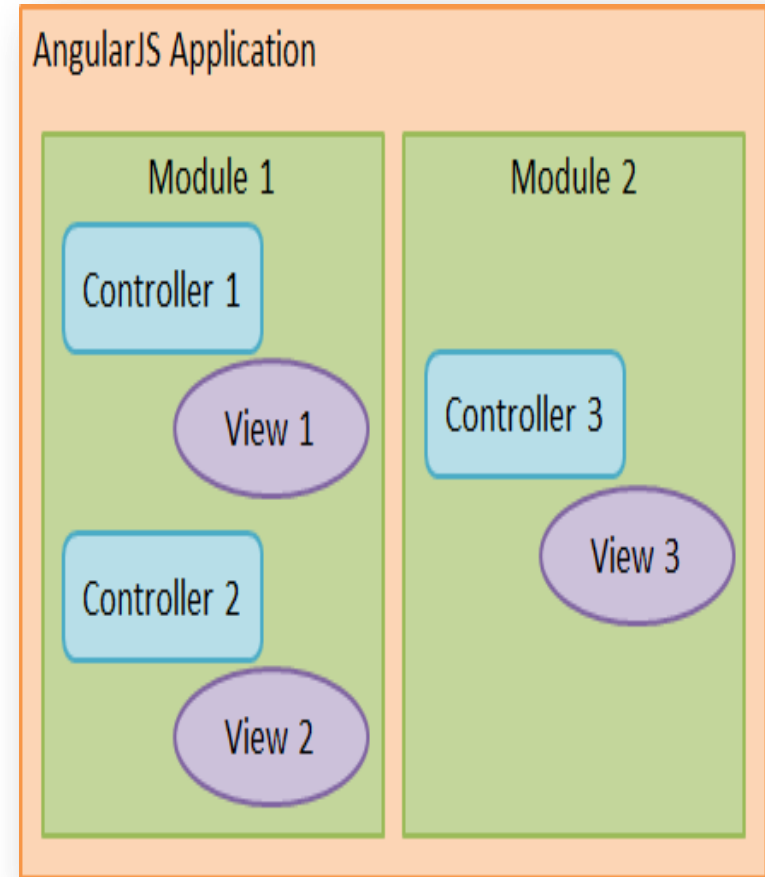 AngularJS Application
Module 1
Controller 1
View 1
Controller 2
View 2
Module 2
Controller 3
View 3